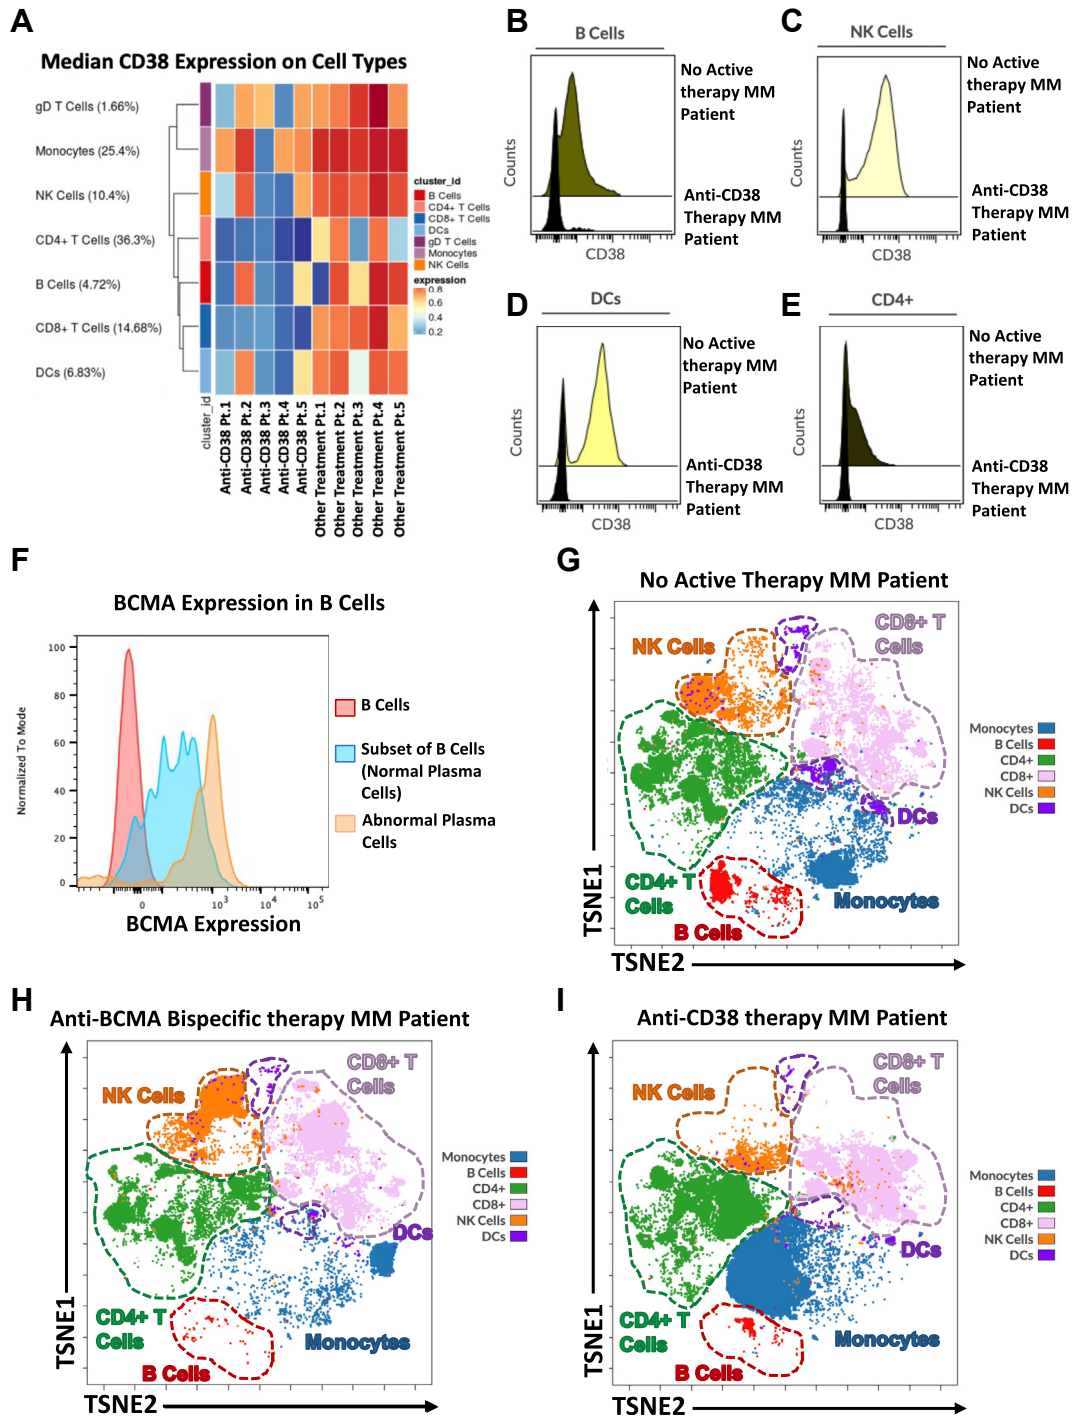 A
Median CD38 Expression on Cell Types
gD T Cells (1.66%)
Monocytes (25.4%)
NK Cells (10.4%)
CD4+ T Cells (36.3%)
B Cells (4.72%)
CD8+ T Cells (14.68%)
DCs (6.83%)
cluster_id
Anti-CD38 Pt.1
Anti-CD38 Pt.2
Anti-CD38 Pt.3
Anti-CD38 Pt.4
Anti-CD38 Pt.5
Other Treatment Pt.1
Other Treatment Pt.2
Other Treatment Pt.3
Other Treatment Pt.4
Other Treatment Pt.5
cluster_id
B Cells
CD4+ T Cells
CD8+ T Cells
DCs
gD T Cells
Monocytes
NK Cells
expression
0.8
0.6
0.4
0.2
B
B Cells
No Active
therapy MM
Patient
Anti-CD38
Therapy MM
Patient
Counts
CD38
C
NK Cells
No Active
therapy MM
Patient
Anti-CD38
Therapy MM
Patient
Counts
CD38
D
DCs
No Active
therapy MM
Patient
Anti-CD38
Therapy MM
Patient
Counts
CD38
E
CD4+
No Active
therapy MM
Patient
Anti-CD38
Therapy MM
Patient
Counts
CD38
F
BCMA Expression in B Cells
Normalized To Mode
100
80
60
40
20
0
0
10³
10⁴
10⁵
BCMA Expression
B Cells
Subset of B Cells
(Normal Plasma
Cells)
Abnormal Plasma
Cells
G
No Active Therapy MM Patient
NK Cells
CD8+ T
Cells
DCs
CD4+ T
Cells
Monocytes
B Cells
TSNE1
TSNE2
Monocytes
B Cells
CD4+
CD8+
NK Cells
DCs
H
Anti-BCMA Bispecific therapy MM Patient
NK Cells
CD8+ T
Cells
DCs
CD4+ T
Cells
Monocytes
B Cells
TSNE1
TSNE2
Monocytes
B Cells
CD4+
CD8+
NK Cells
DCs
I
Anti-CD38 therapy MM Patient
NK Cells
CD8+ T
Cells
DCs
CD4+ T
Cells
Monocytes
B Cells
TSNE1
TSNE2
Monocytes
B Cells
CD4+
CD8+
NK Cells
DCs